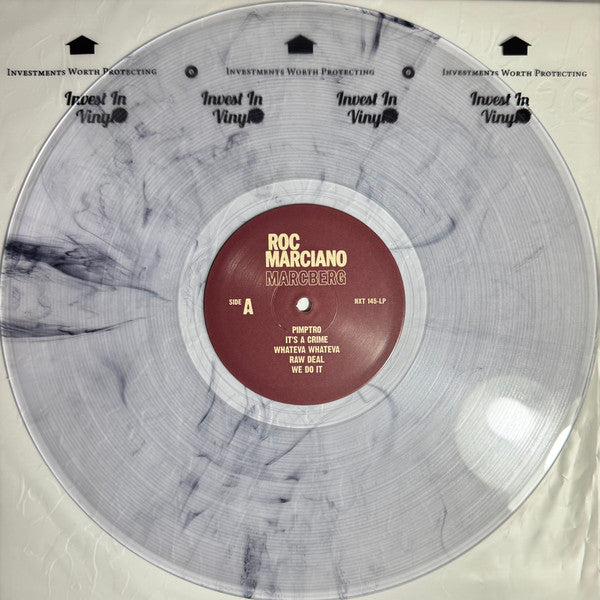 INVESTMENTS WORTH PROTECTING INVESTMENTS WORTH PROTECTING INVESTMENTS WORTH PROTECTING
Invest In Invest In Invest In Invest In
Vinyl Vinyl Vinyl Vinyl
ROC
MARCIANO
MARCBERG
SIDE A NXT 145-LP
PIMPTRO
IT'S A CRIME
WHATEVA WHATEVA
RAW DEAL
WE DO IT